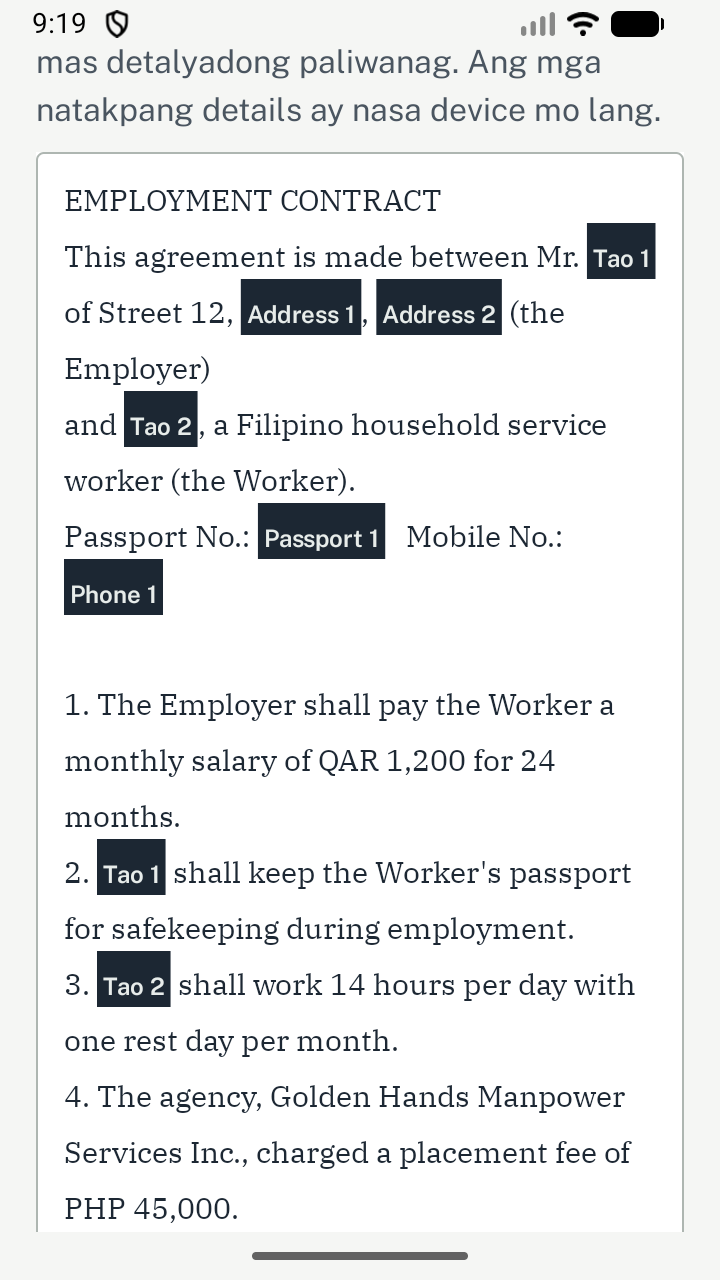 9:19
mas detalyadong paliwanag. Ang mga
natakpang details ay nasa device mo lang.
EMPLOYMENT CONTRACT
This agreement is made between Mr. Tao 1
of Street 12, Address 1, Address 2 (the
Employer)
and Tao 2, a Filipino household service
worker (the Worker).
Passport No.: Passport 1 Mobile No.:
Phone 1
1. The Employer shall pay the Worker a
monthly salary of QAR 1,200 for 24
months.
2. Tao 1 shall keep the Worker's passport
for safekeeping during employment.
3. Tao 2 shall work 14 hours per day with
one rest day per month.
4. The agency, Golden Hands Manpower
Services Inc., charged a placement fee of
PHP 45,000.